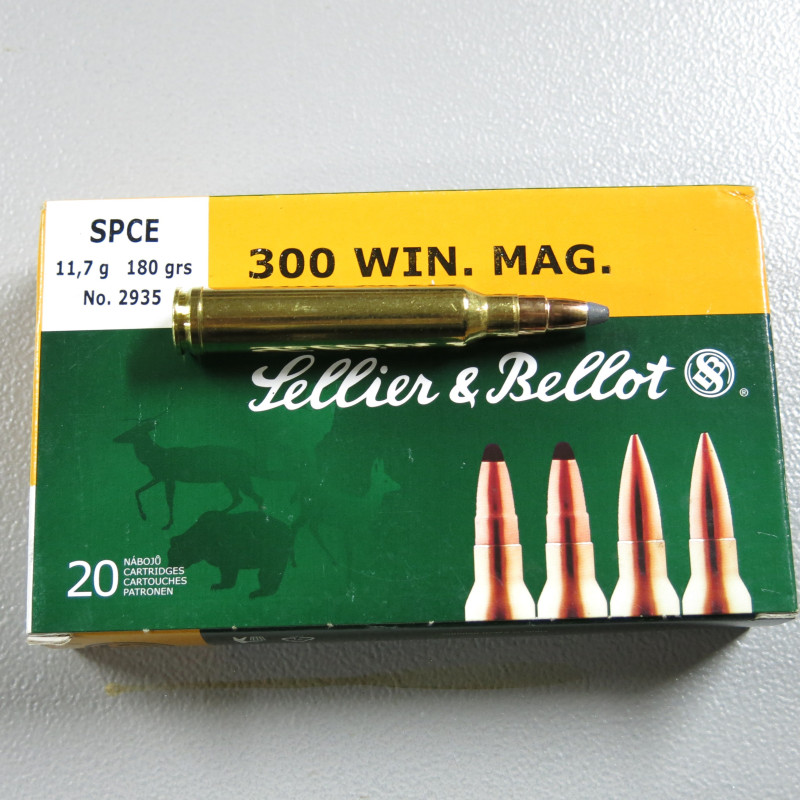 SPCE
11,7 g 180 grs
No. 2935
300 WIN. MAG.
Sellier & Bellot
®
20
NÁBOJŮ
CARTRIDGES
CARTOUCHES
PATRONEN